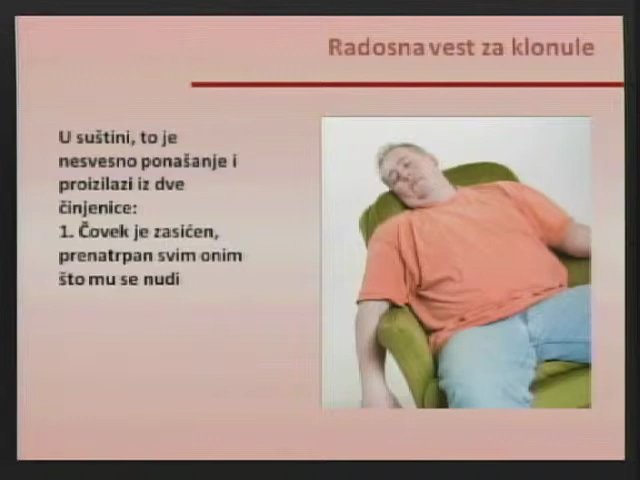 Radosna vest za klonule
U suštini, to je
nesvesno ponašanje i
proizilazi iz dve
činjenice:
1. Čovek je zasićen,
prenatrpan svim onim
što mu se nudi